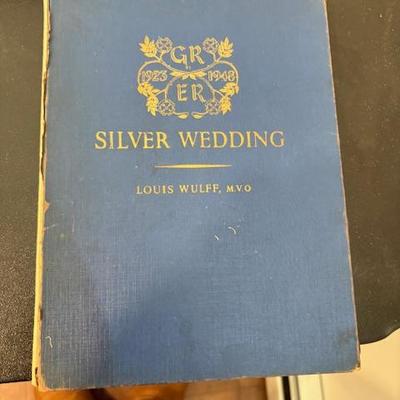 GR
1923 1948
ER
SILVER WEDDING
LOUIS WULFF, M.V.O